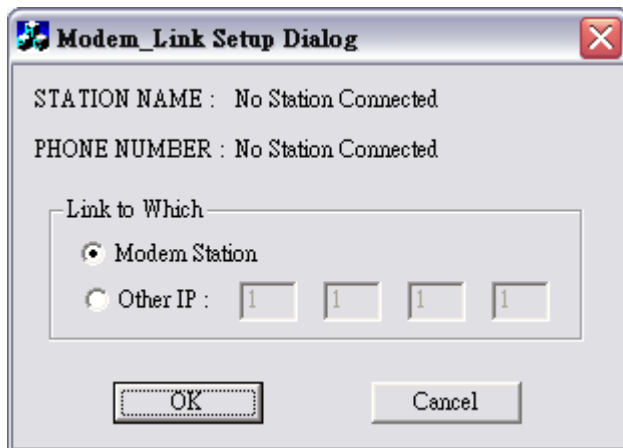 Modem_Link Setup Dialog
STATION NAME : No Station Connected
PHONE NUMBER : No Station Connected
Link to Which
Modem Station
Other IP : 1 1 1 1
OK Cancel